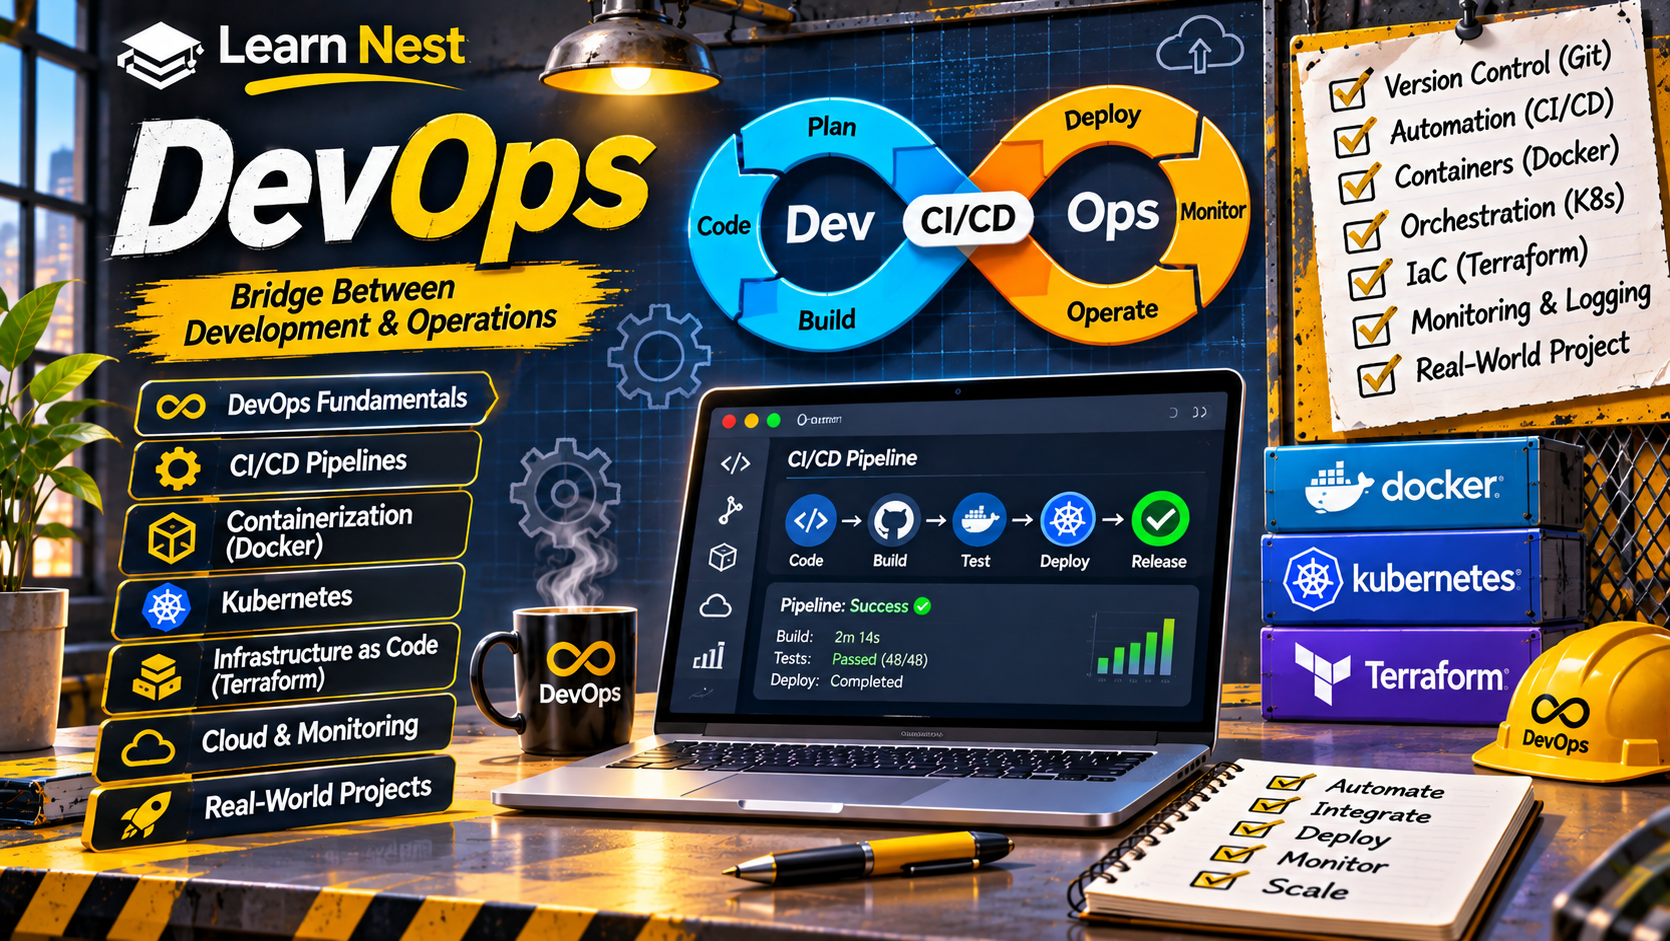 Learn Nest
DevOps
Bridge Between
Development & Operations
DevOps Fundamentals
CI/CD Pipelines
Containerization
(Docker)
Kubernetes
Infrastructure as Code
(Terraform)
Cloud & Monitoring
Real-World Projects
Plan
Code
Build
Dev
CI/CD
Ops
Deploy
Monitor
Operate
Version Control (Git)
Automation (CI/CD)
Containers (Docker)
Orchestration (K8s)
IaC (Terraform)
Monitoring & Logging
Real-World Project
CI/CD Pipeline
Code
Build
Test
Deploy
Release
Pipeline: Success
Build: 2m 14s
Tests: Passed (48/48)
Deploy: Completed
DevOps
docker
kubernetes
Terraform
DevOps
Automate
Integrate
Deploy
Monitor
Scale